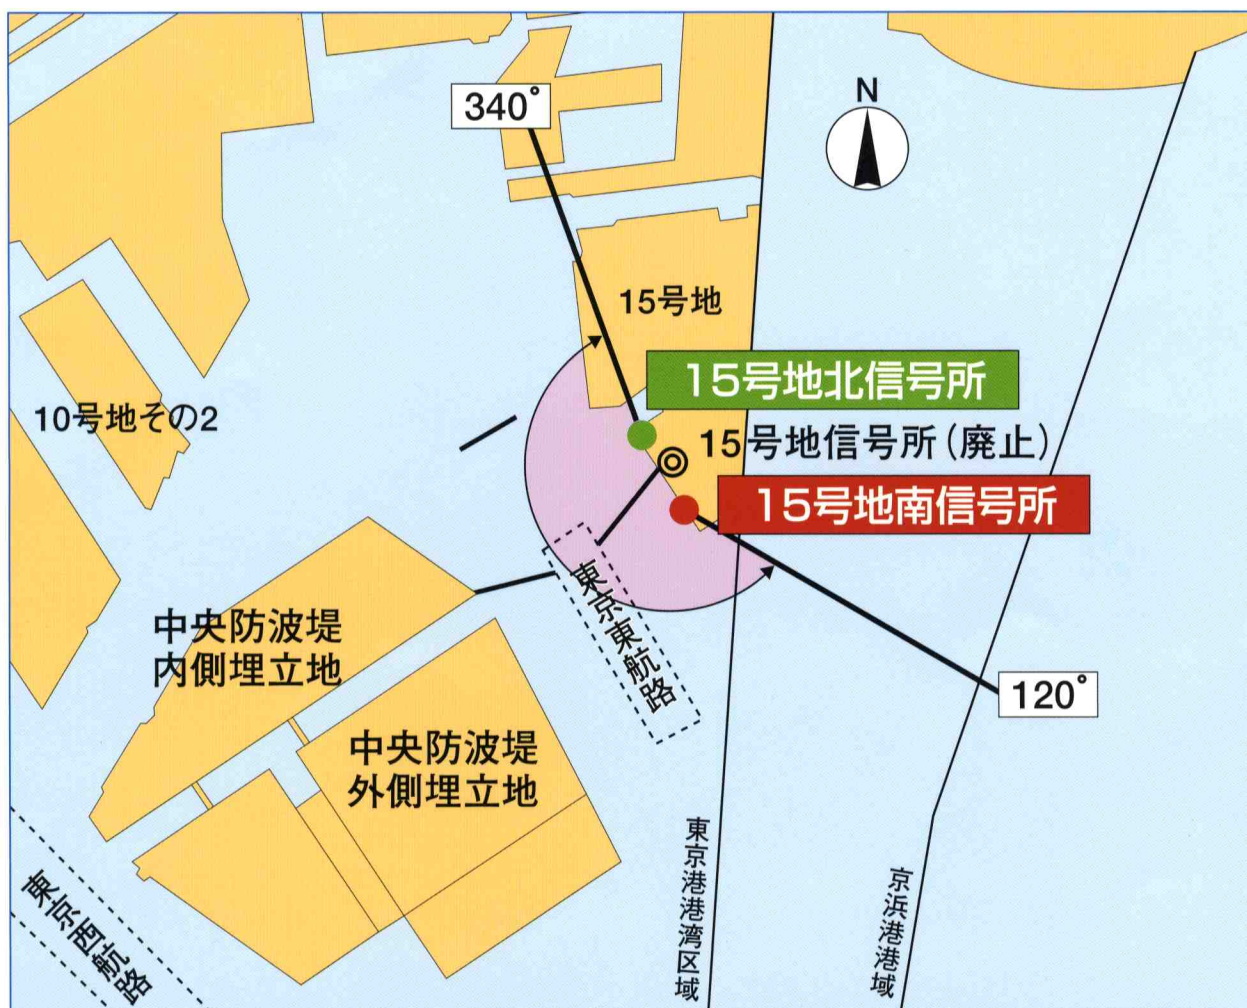 340°
N
15号地
15号地北信号所
10号地その2
15号地信号所（廃止）
15号地南信号所
東京東航路
中央防波堤
内側埋立地
120°
中央防波堤
外側埋立地
東京港港湾区域
京浜港港域
東京西航路